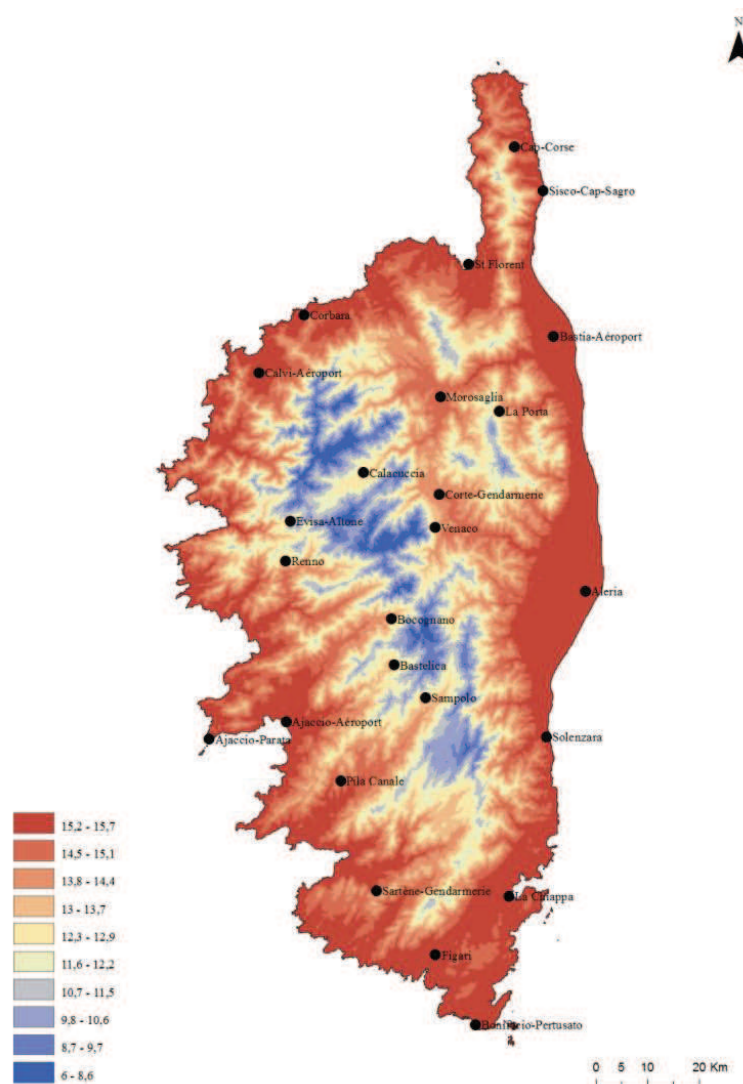 N
Cap-Corse
Sisco-Cap-Sagro
St Florent
Corbara
Bastia-Aéroport
Calvi-Aéroport
Morosaglia
La Porta
Calacuccia
Corte-Gendarmerie
Evisa-Aïtone
Venaco
Renno
Aleria
Bocognano
Bastelica
Sampolo
Ajaccio-Aéroport
Ajaccio-Parata
Solenzara
Pila Canale
15,2 - 15,7
14,5 - 15,1
13,8 - 14,4
13 - 13,7
12,3 - 12,9
11,6 - 12,2
10,7 - 11,5
9,8 - 10,6
8,7 - 9,7
6 - 8,6
Sartène-Gendarmerie
La Chiappa
Figari
Bonifacio-Pertusato
0 5 10 20 Km